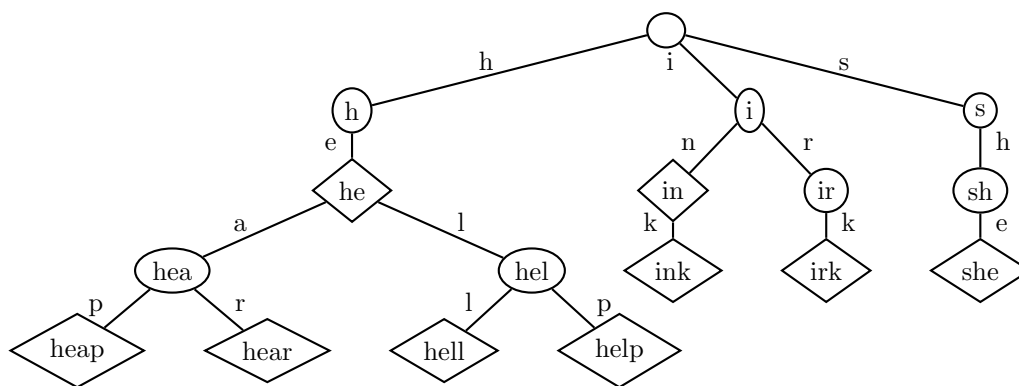 h i s
h i s
e n r h
he in ir sh
a l k k e
hea hel ink irk she
p r l p
heap hear hell help